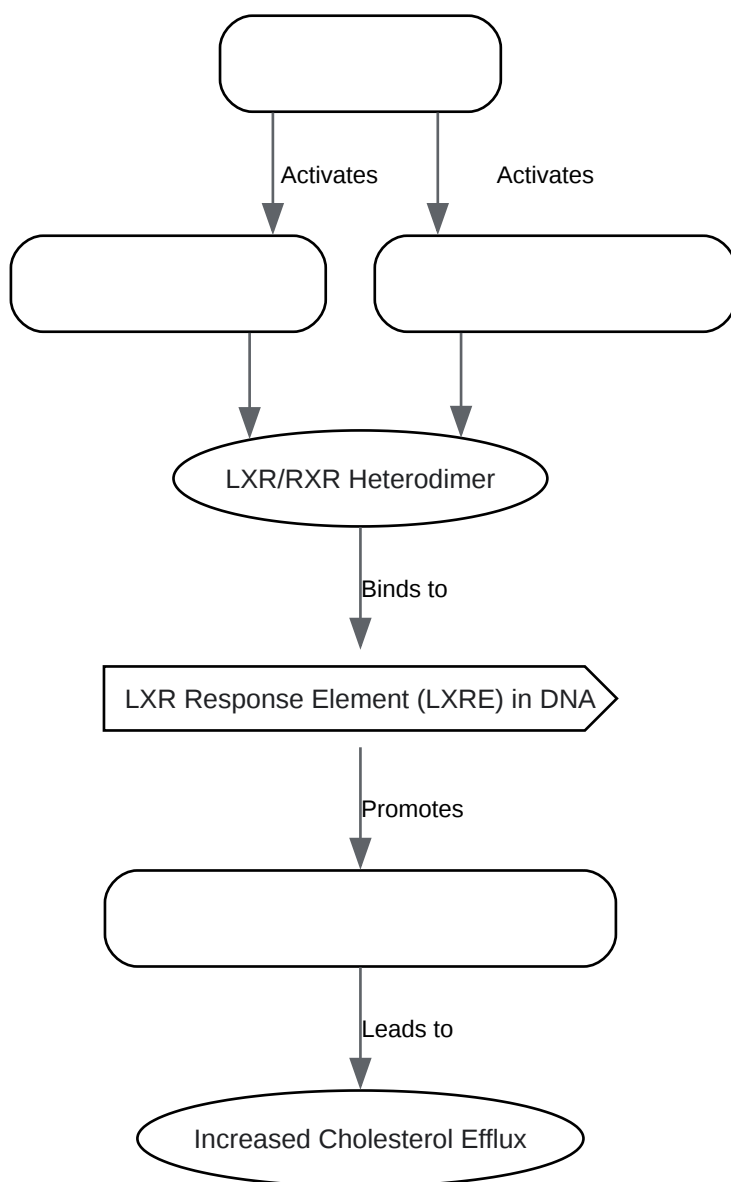 Activates
Activates
LXR/RXR Heterodimer
Binds to
LXR Response Element (LXRE) in DNA
Promotes
Leads to
Increased Cholesterol Efflux